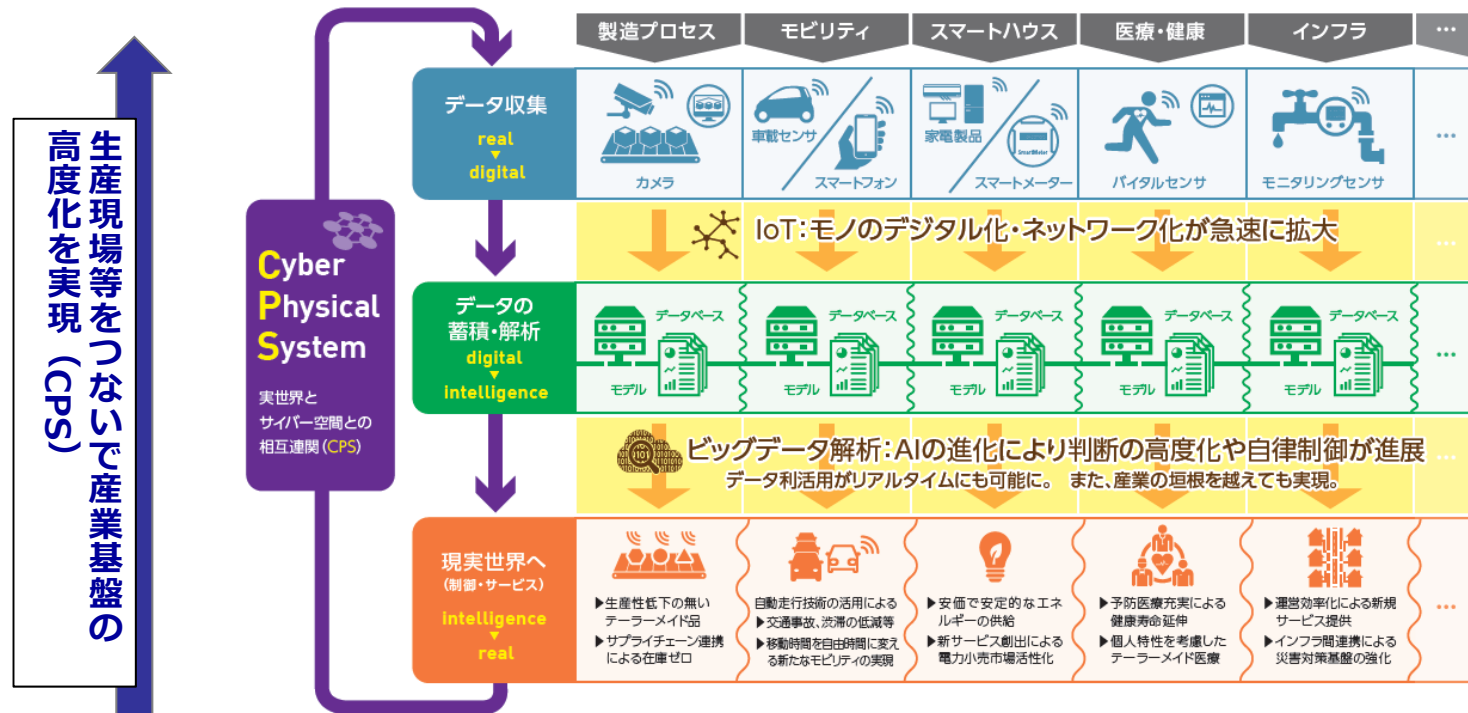 生産現場等をつないで産業基盤の
高度化を実現（CPS）
Cyber
Physical
System
実世界と
サイバー空間との
相互連関（CPS）
製造プロセス
モビリティ
スマートハウス
医療・健康
インフラ
…
データ収集
real
▼
digital
カメラ
車載センサ
スマートフォン
家電製品
SmartMeter
スマートメーター
バイタルセンサ
モニタリングセンサ
…
IoT：モノのデジタル化・ネットワーク化が急速に拡大
…
データの
蓄積・解析
digital
▼
intelligence
データベース
モデル
データベース
モデル
データベース
モデル
データベース
モデル
データベース
モデル
…
ビッグデータ解析：AIの進化により判断の高度化や自律制御が進展
データ利活用がリアルタイムにも可能に。 また、産業の垣根を越えても実現。
…
現実世界へ
（制御・サービス）
intelligence
▼
real
▶生産性低下の無い
テーラーメイド品
▶サプライチェーン連携
による在庫ゼロ
自動走行技術の活用による
▶交通事故、渋滞の低減等
▶移動時間を自由時間に変え
る新たなモビリティの実現
▶安価で安定的なエネ
ルギーの供給
▶新サービス創出による
電力小売市場活性化
▶予防医療充実による
健康寿命延伸
▶個人特性を考慮した
テーラーメイド医療
▶運営効率化による新規
サービス提供
▶インフラ間連携による
災害対策基盤の強化
…